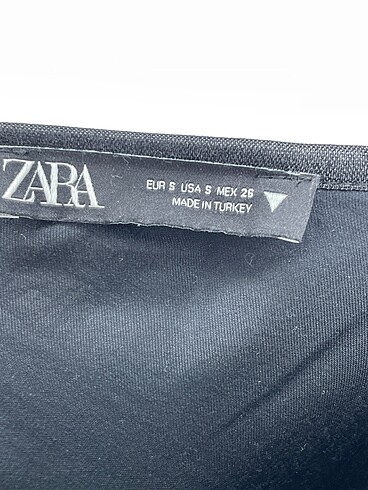 ZARA
EUR S USA S MEX 26
MADE IN TURKEY